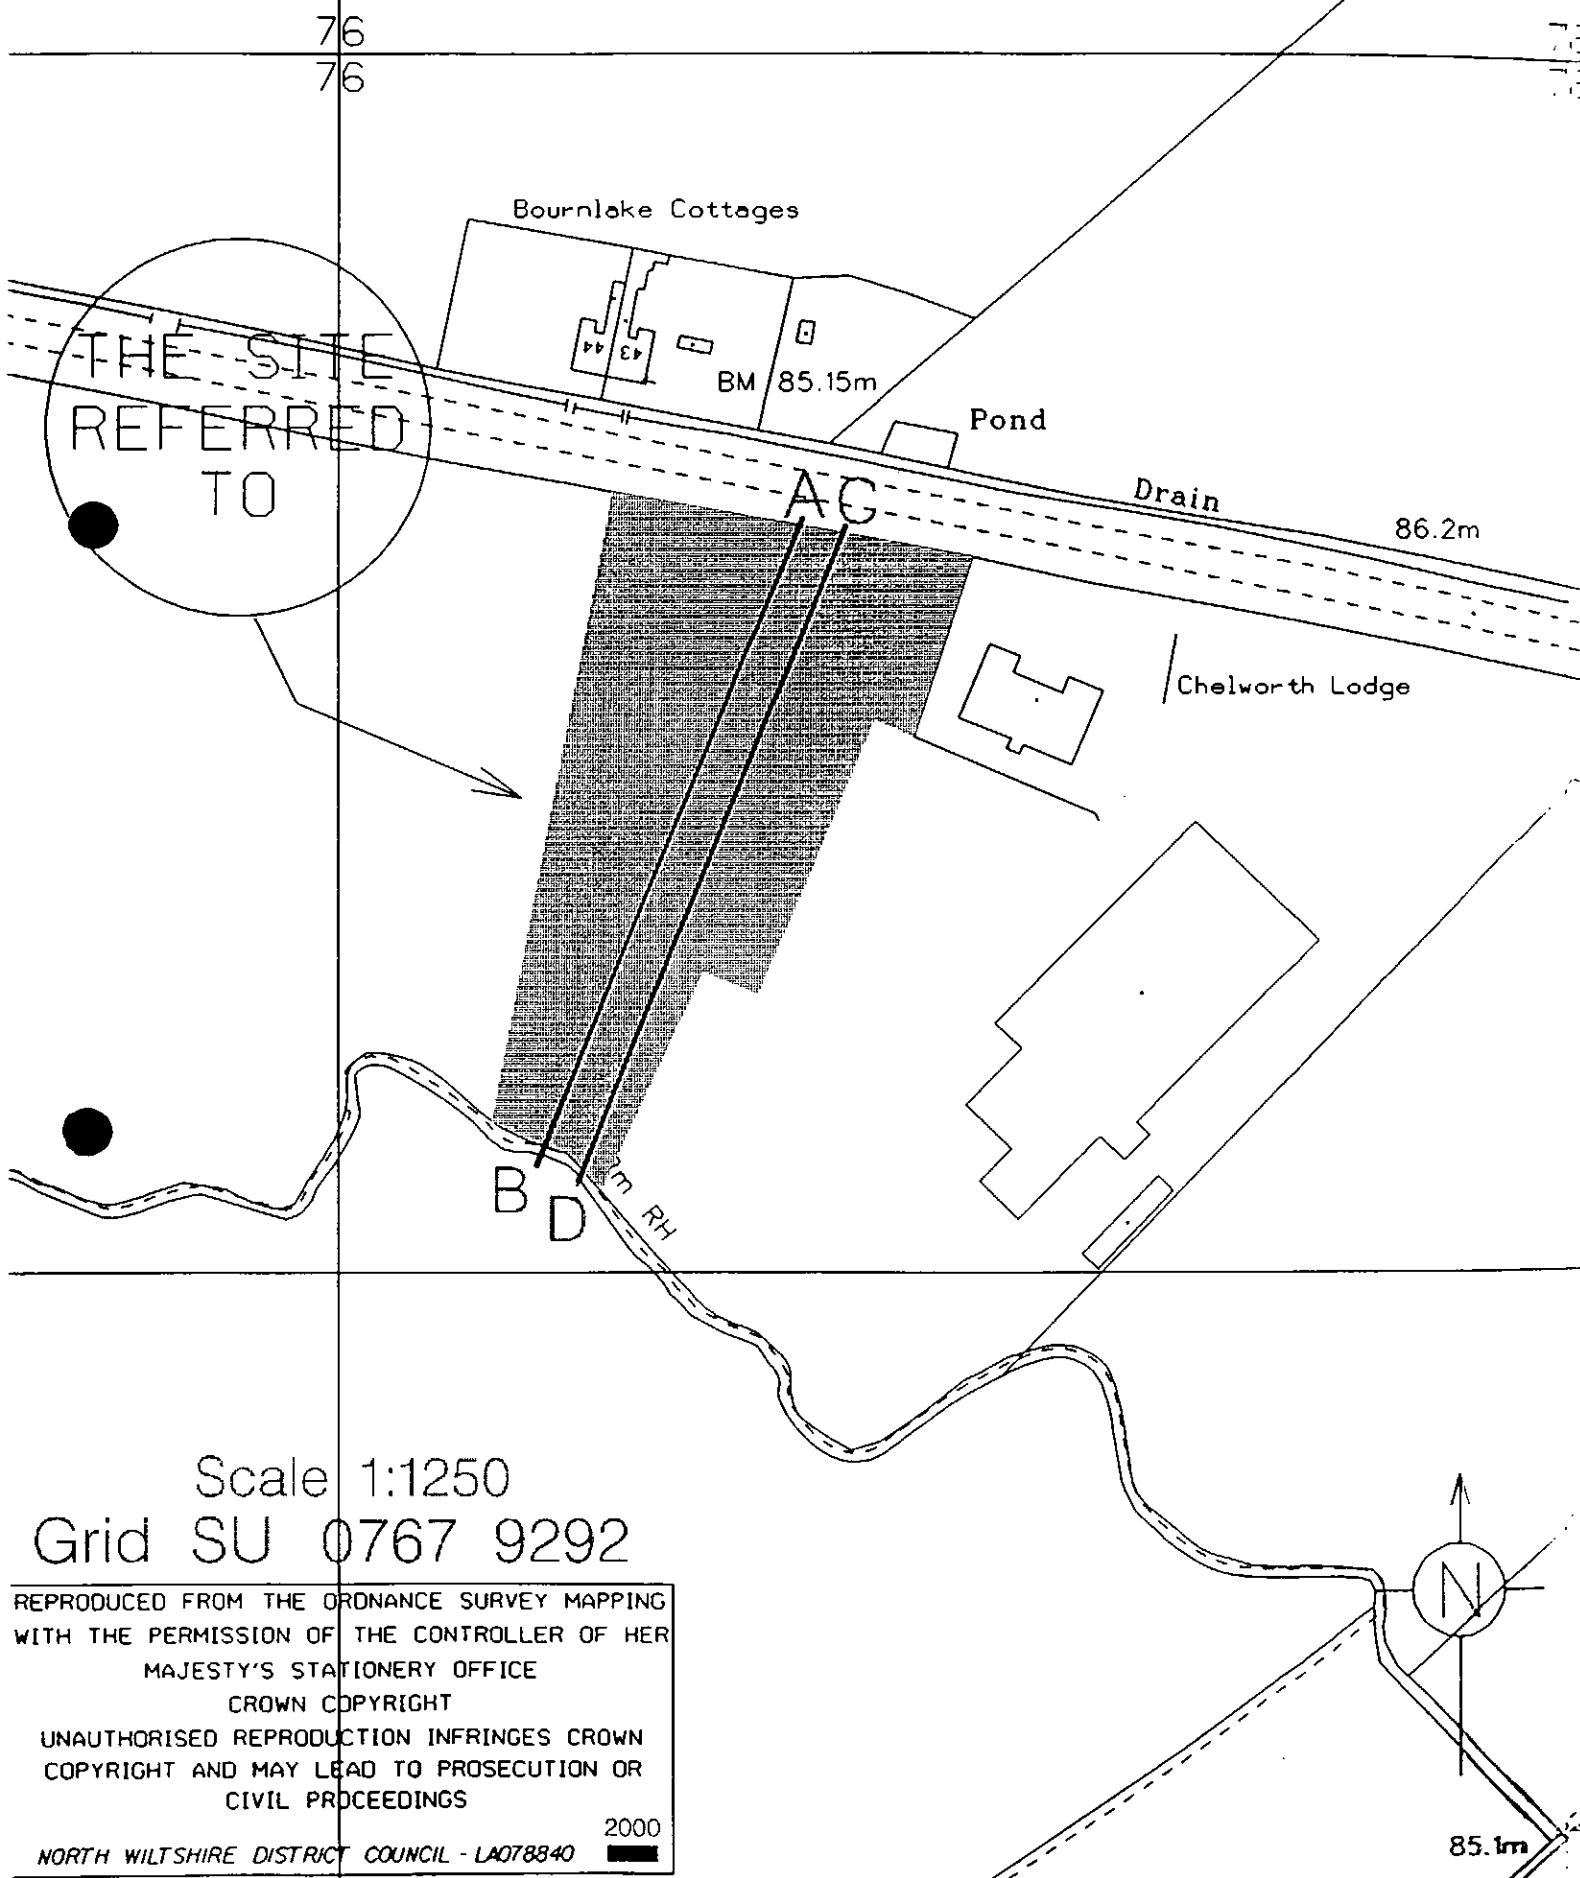 76
76
Bournlake Cottages
THE SITE
REFERRED
TO
44
43
BM 85.15m
Pond
A C
Drain
86.2m
Chelworth Lodge
B
D
m RH
Scale 1:1250
Grid SU 0767 9292
REPRODUCED FROM THE ORDNANCE SURVEY MAPPING
WITH THE PERMISSION OF THE CONTROLLER OF HER
MAJESTY'S STATIONERY OFFICE
CROWN COPYRIGHT
UNAUTHORISED REPRODUCTION INFRINGES CROWN
COPYRIGHT AND MAY LEAD TO PROSECUTION OR
CIVIL PROCEEDINGS
2000
NORTH WILTSHIRE DISTRICT COUNCIL - LA078840
N
85.1m